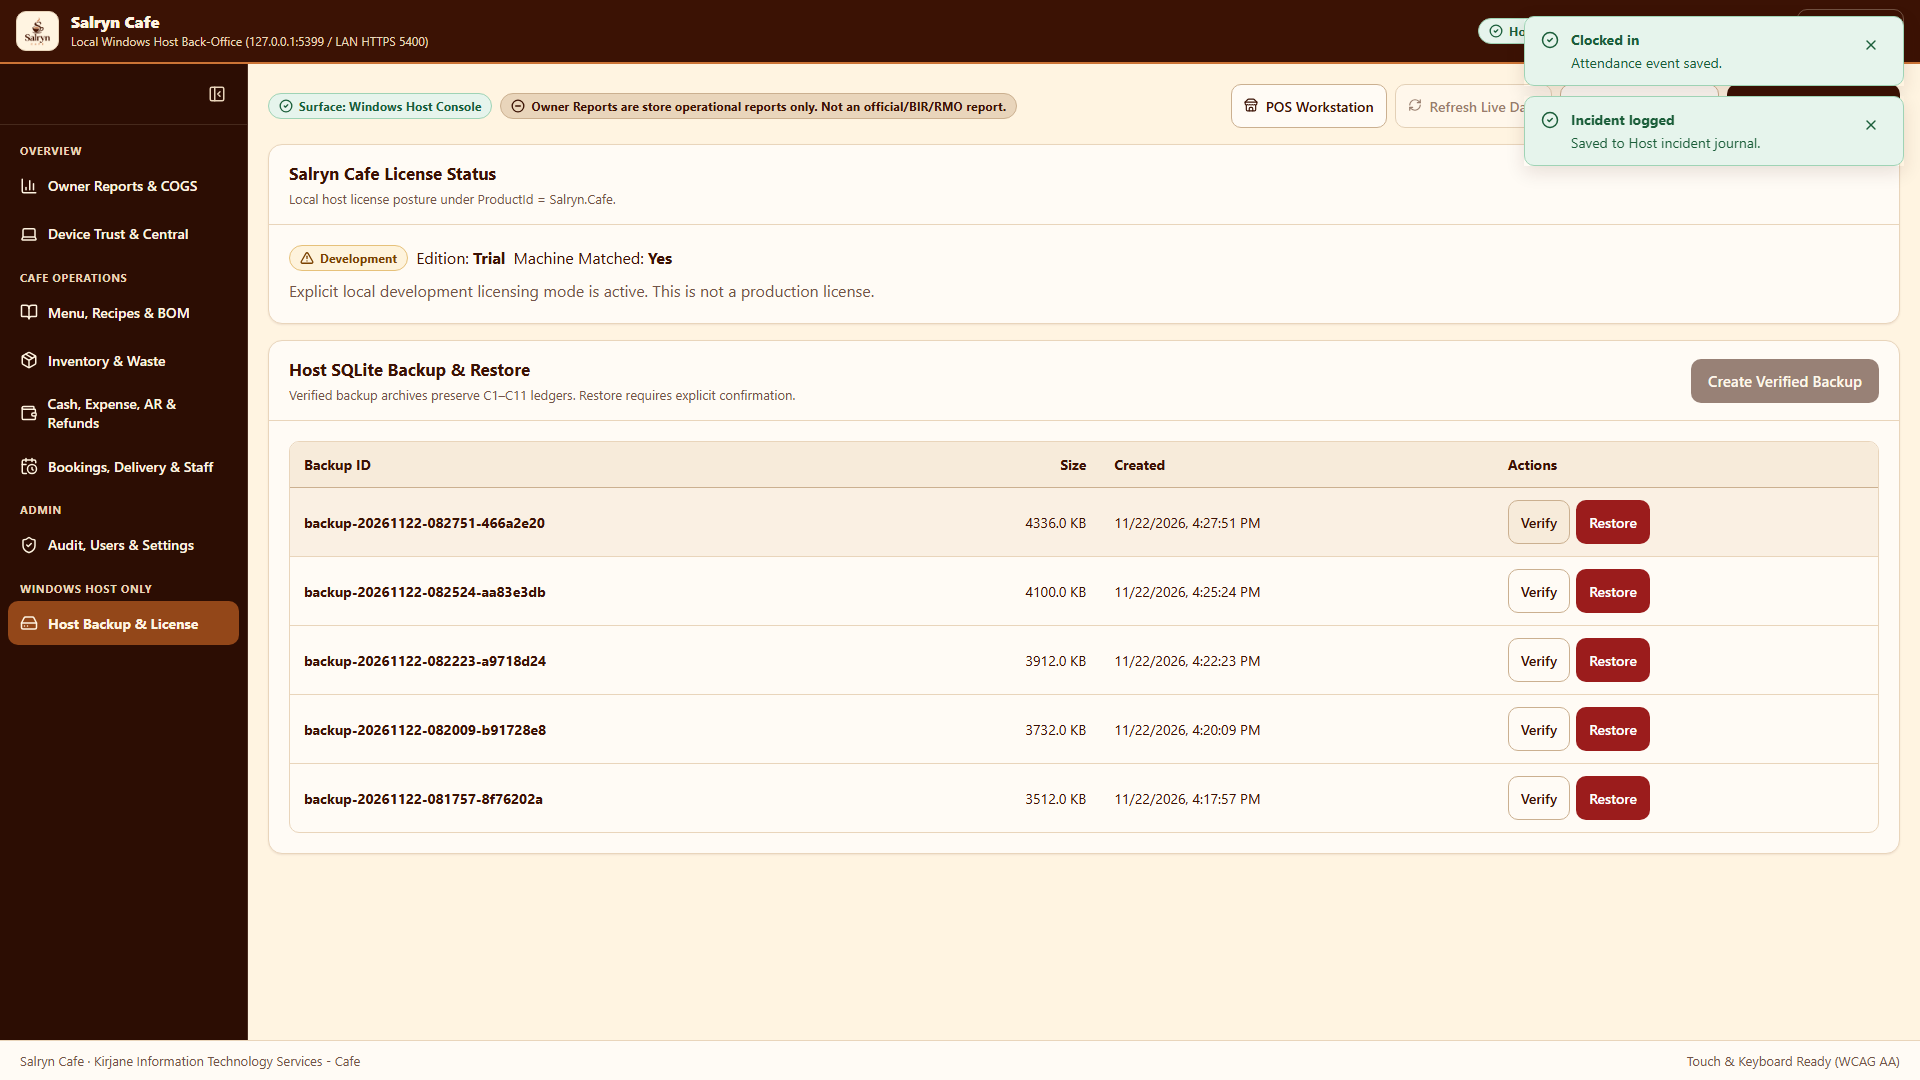 Salryn
Salryn Cafe
Local Windows Host Back-Office (127.0.0.1:5399 / LAN HTTPS 5400)
Clocked in
Attendance event saved.
Incident logged
Saved to Host incident journal.
Surface: Windows Host Console
Owner Reports are store operational reports only. Not an official/BIR/RMO report.
POS Workstation
Refresh Live
OVERVIEW
Owner Reports & COGS
Device Trust & Central
CAFE OPERATIONS
Menu, Recipes & BOM
Inventory & Waste
Cash, Expense, AR &
Refunds
Bookings, Delivery & Staff
ADMIN
Audit, Users & Settings
WINDOWS HOST ONLY
Host Backup & License
Salryn Cafe License Status
Local host license posture under ProductId = Salryn.Cafe.
Development
Edition: Trial Machine Matched: Yes
Explicit local development licensing mode is active. This is not a production license.
Host SQLite Backup & Restore
Verified backup archives preserve C1–C11 ledgers. Restore requires explicit confirmation.
Create Verified Backup
Backup ID Size Created Actions
backup-20261122-082751-466a2e20 4336.0 KB 11/22/2026, 4:27:51 PM Verify Restore
backup-20261122-082524-aa83e3db 4100.0 KB 11/22/2026, 4:25:24 PM Verify Restore
backup-20261122-082223-a9718d24 3912.0 KB 11/22/2026, 4:22:23 PM Verify Restore
backup-20261122-082009-b91728e8 3732.0 KB 11/22/2026, 4:20:09 PM Verify Restore
backup-20261122-081757-8f76202a 3512.0 KB 11/22/2026, 4:17:57 PM Verify Restore
Salryn Cafe · Kirjane Information Technology Services - Cafe
Touch & Keyboard Ready (WCAG AA)